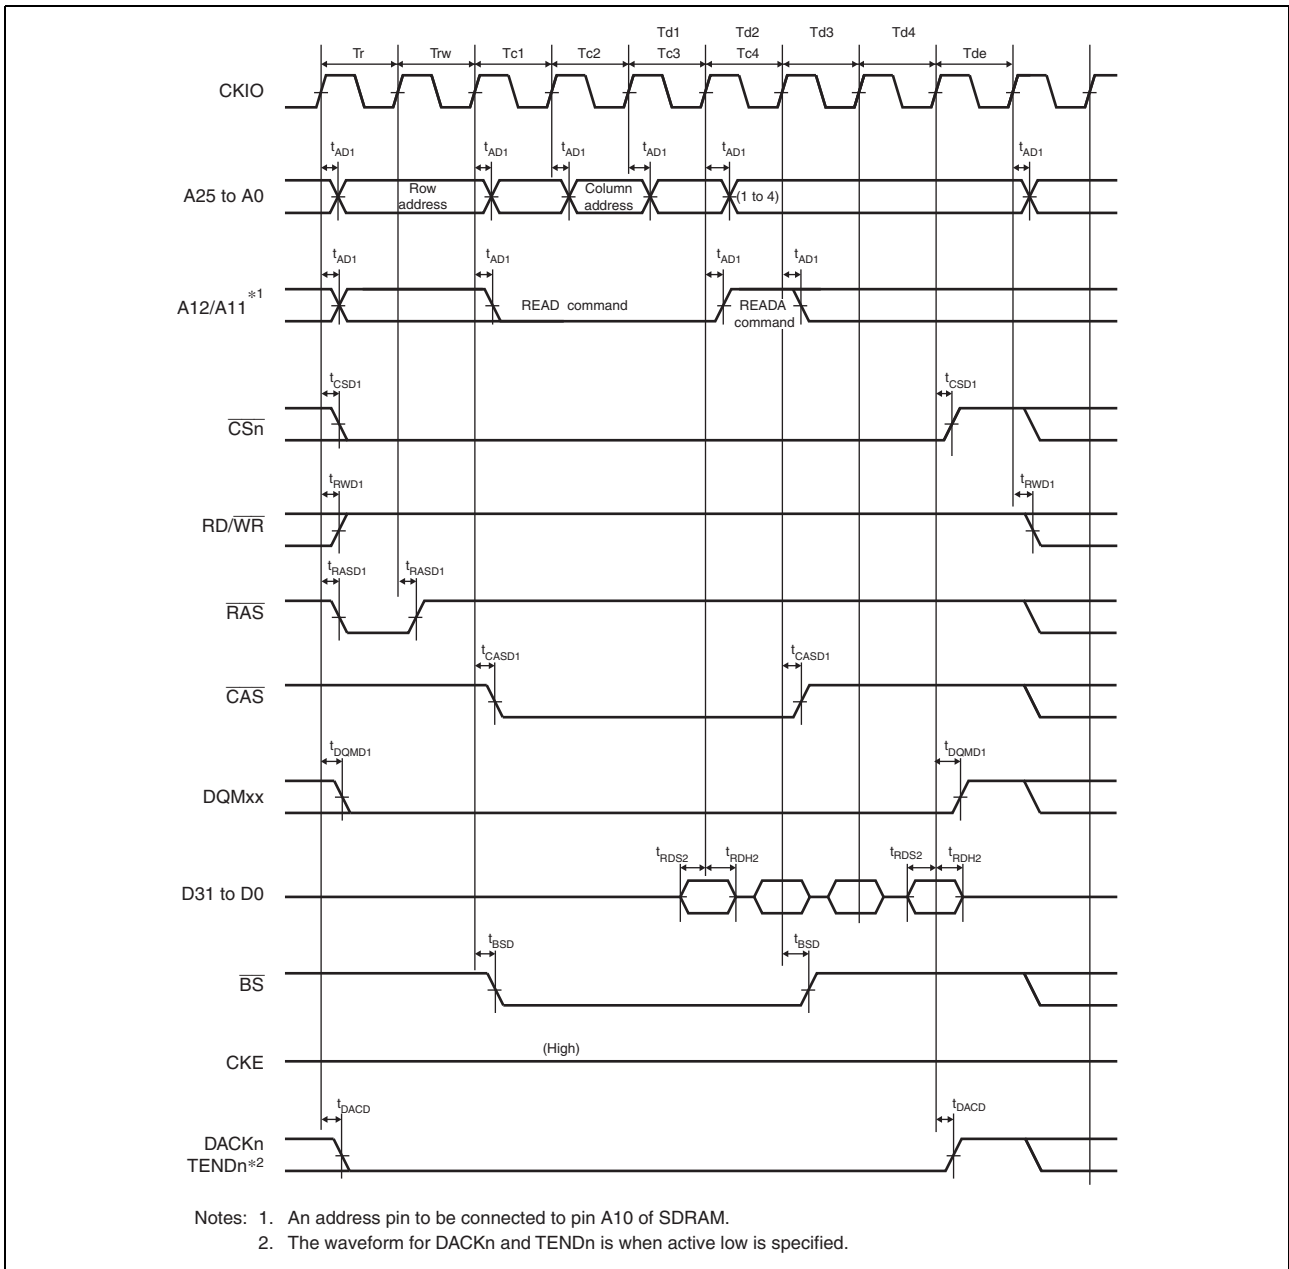 Td1 Td2 Td3 Td4
Tr Trw Tc1 Tc2 Tc3 Tc4 Tde
CKIO
tAD1 tAD1 tAD1 tAD1 tAD1 tAD1
A25 to A0
Row address
Column address
(1 to 4)
tAD1 tAD1 tAD1 tAD1
A12/A11 *1
READ command
READA command
tCSD1 tCSD1
CSn
tRWD1 tRWD1
RD/WR
tRASD1 tRASD1
RAS
tCASD1 tCASD1
CAS
tDQMD1 tDQMD1
DQMxx
tRDS2 tRDH2 tRDS2 tRDH2
D31 to D0
tBSD tBSD
BS
(High)
CKE
tDACD tDACD
DACKn
TENDn*2
Notes: 1. An address pin to be connected to pin A10 of SDRAM.
2. The waveform for DACKn and TENDn is when active low is specified.